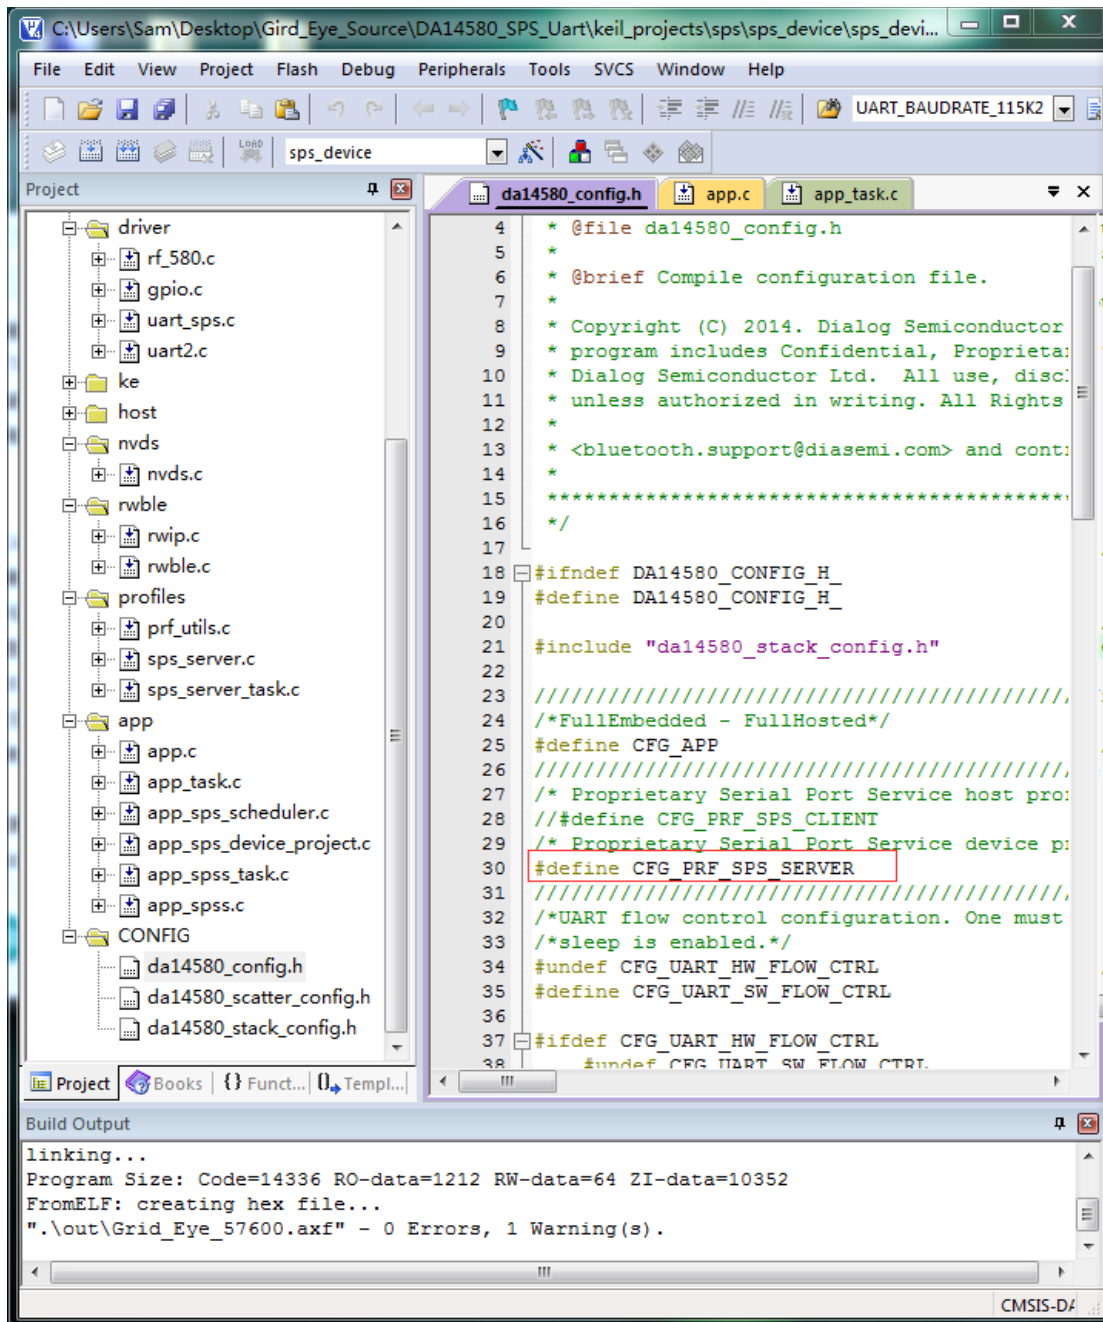 C:\Users\Sam\Desktop\Gird_Eye_Source\DA14580_SPS_Uart\keil_projects\sps\sps_device\sps_devi...
File Edit View Project Flash Debug Peripherals Tools SVCS Window Help
UART_BAUDRATE_115K2
LOAD sps_device
Project
da14580_config.h app.c app_task.c
driver
rf_580.c
gpio.c
uart_sps.c
uart2.c
ke
host
nvds
nvds.c
rwble
rwip.c
rwble.c
profiles
prf_utils.c
sps_server.c
sps_server_task.c
app
app.c
app_task.c
app_sps_scheduler.c
app_sps_device_project.c
app_spss_task.c
app_spss.c
CONFIG
da14580_config.h
da14580_scatter_config.h
da14580_stack_config.h
Project Books {} Funct... Templ...
4 * @file da14580_config.h
5 *
6 * @brief Compile configuration file.
7 *
8 * Copyright (C) 2014. Dialog Semiconductor
9 * program includes Confidential, Proprieta
10 * Dialog Semiconductor Ltd. All use, disc
11 * unless authorized in writing. All Rights
12 *
13 * <bluetooth.support@diasemi.com> and cont
14 *
15 ******************************************
16 */
17
18 #ifndef DA14580_CONFIG_H_
19 #define DA14580_CONFIG_H_
20
21 #include "da14580_stack_config.h"
22
23 ///////////////////////////////////////////
24 /*FullEmbedded - FullHosted*/
25 #define CFG_APP
26 ///////////////////////////////////////////
27 /* Proprietary Serial Port Service host pro
28 //#define CFG_PRF_SPS_CLIENT
29 /* Proprietary Serial Port Service device p
30 #define CFG_PRF_SPS_SERVER
31 ///////////////////////////////////////////
32 /*UART flow control configuration. One must
33 /*sleep is enabled.*/
34 #undef CFG_UART_HW_FLOW_CTRL
35 #define CFG_UART_SW_FLOW_CTRL
36
37 #ifdef CFG_UART_HW_FLOW_CTRL
38 #undef CFG_UART_SW_FLOW_CTRL
Build Output
linking...
Program Size: Code=14336 RO-data=1212 RW-data=64 ZI-data=10352
FromELF: creating hex file...
".\out\Grid_Eye_57600.axf" - 0 Errors, 1 Warning(s).
CMSIS-DA